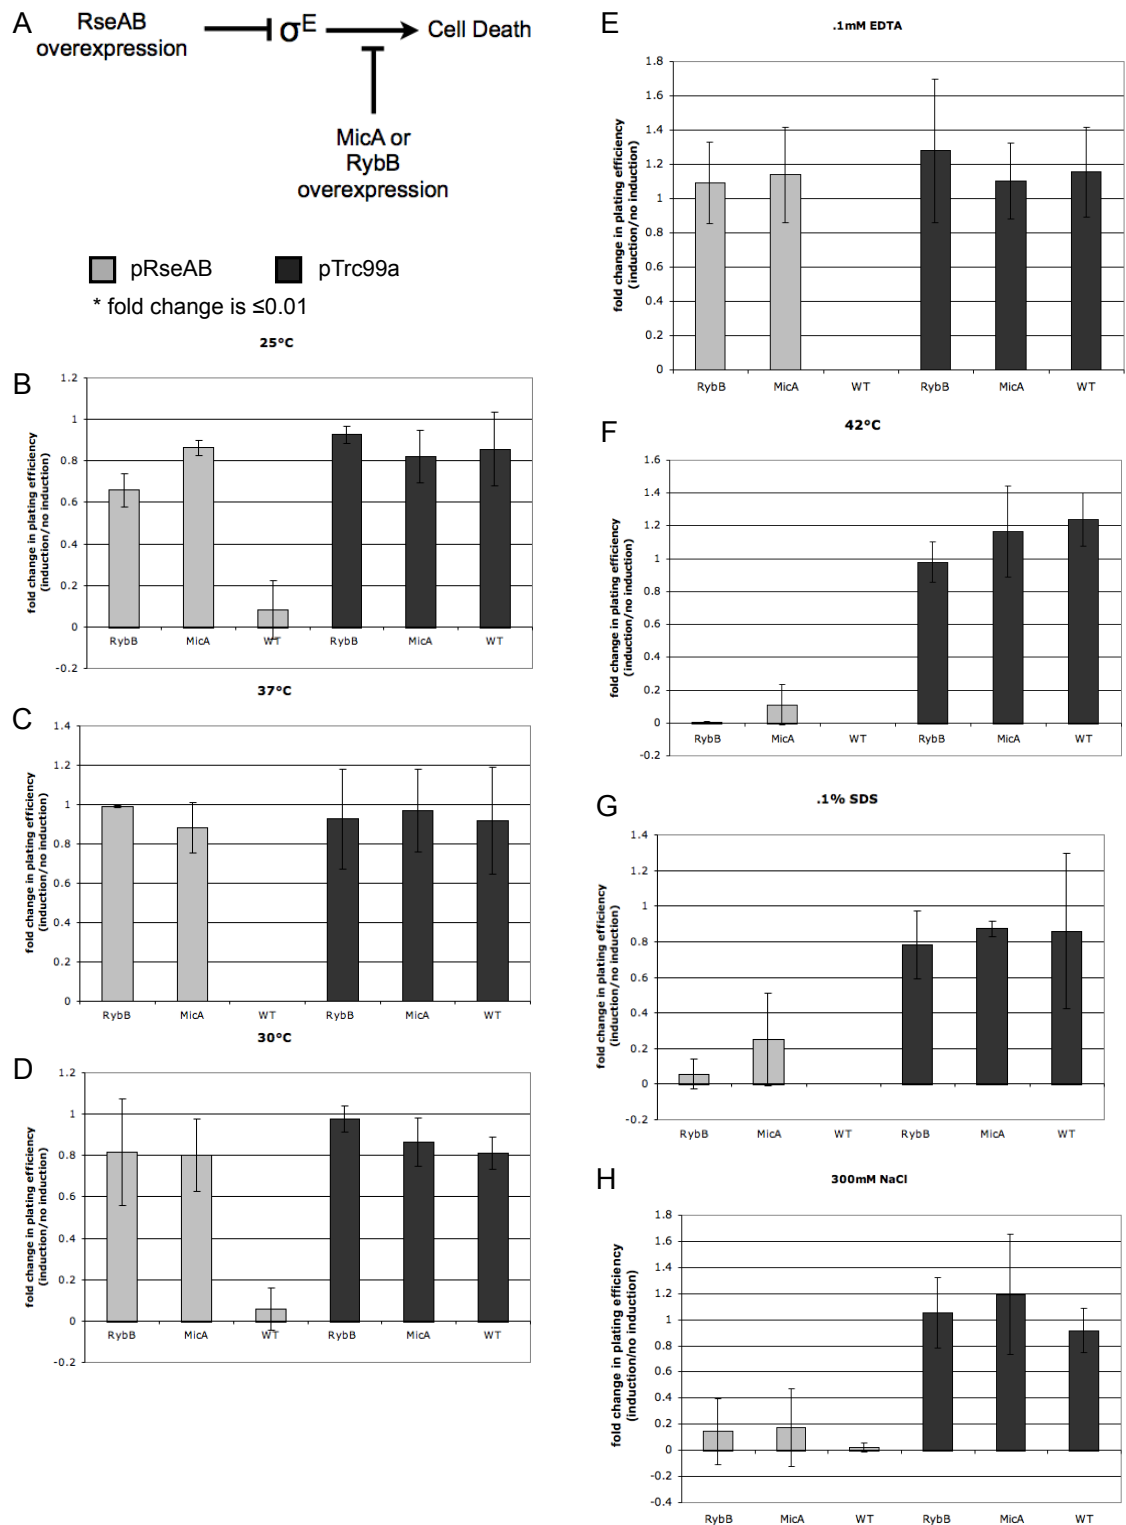 A
RseAB
overexpression
σE
Cell Death
MicA or
RybB
overexpression
pRseAB
pTrc99a
* fold change is ≤0.01
25°C
B
fold change in plating efficiency
(induction/no induction)
1.2
1
0.8
0.6
0.4
0.2
0
-0.2
RybB
MicA
WT
RybB
MicA
WT
37°C
C
fold change in plating efficiency
(induction/no induction)
1.4
1.2
1
0.8
0.6
0.4
0.2
0
RybB
MicA
WT
RybB
MicA
WT
30°C
D
fold change in plating efficiency
(induction/no induction)
1.2
1
0.8
0.6
0.4
0.2
0
-0.2
RybB
MicA
WT
RybB
MicA
WT
E
.1mM EDTA
fold change in plating efficiency
(induction/no induction)
1.8
1.6
1.4
1.2
1
0.8
0.6
0.4
0.2
0
RybB
MicA
WT
RybB
MicA
WT
F
42°C
fold change in plating efficiency
(induction/no induction)
1.6
1.4
1.2
1
0.8
0.6
0.4
0.2
0
-0.2
RybB
MicA
WT
RybB
MicA
WT
G
.1% SDS
fold change in plating efficiency
(induction/no induction)
1.4
1.2
1
0.8
0.6
0.4
0.2
0
-0.2
RybB
MicA
WT
RybB
MicA
WT
H
300mM NaCl
fold change in plating efficiency
(induction/no induction)
1.8
1.6
1.4
1.2
1
0.8
0.6
0.4
0.2
0
-0.2
-0.4
RybB
MicA
WT
RybB
MicA
WT